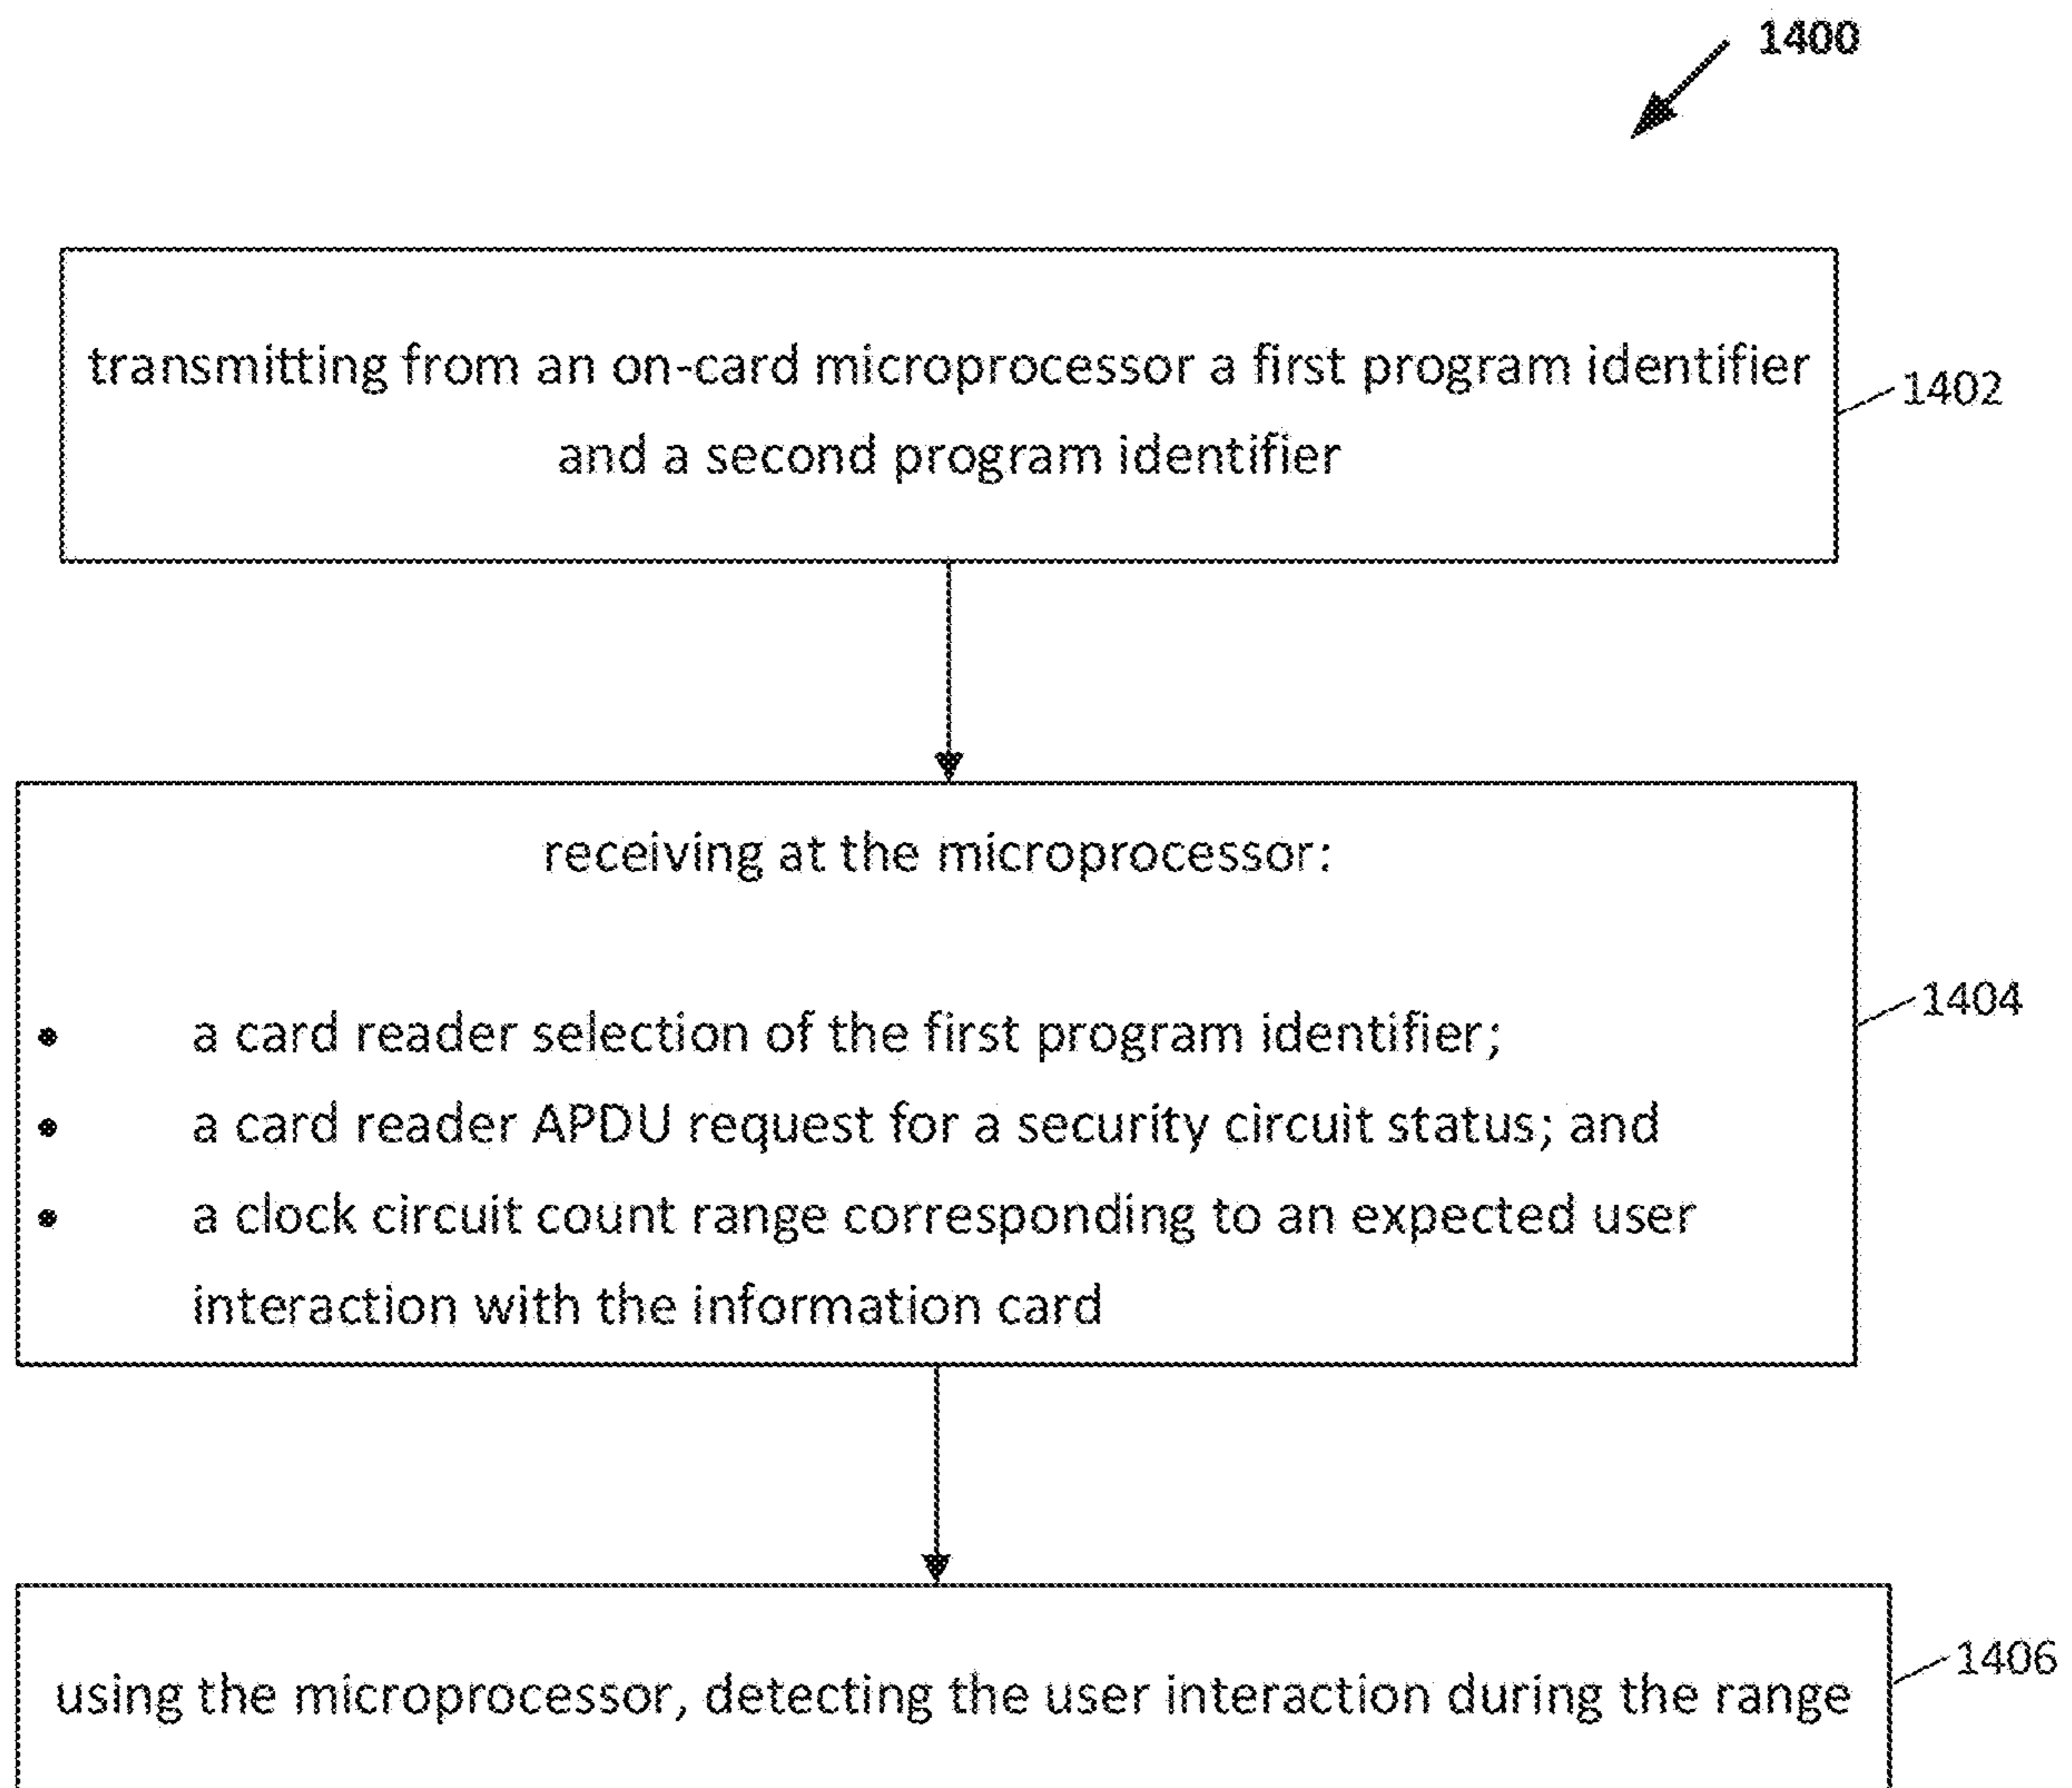 1400
transmitting from an on-card microprocessor a first program identifier
and a second program identifier
1402
receiving at the microprocessor:
• a card reader selection of the first program identifier;
• a card reader APDU request for a security circuit status; and
• a clock circuit count range corresponding to an expected user
interaction with the information card
1404
using the microprocessor, detecting the user interaction during the range
1406